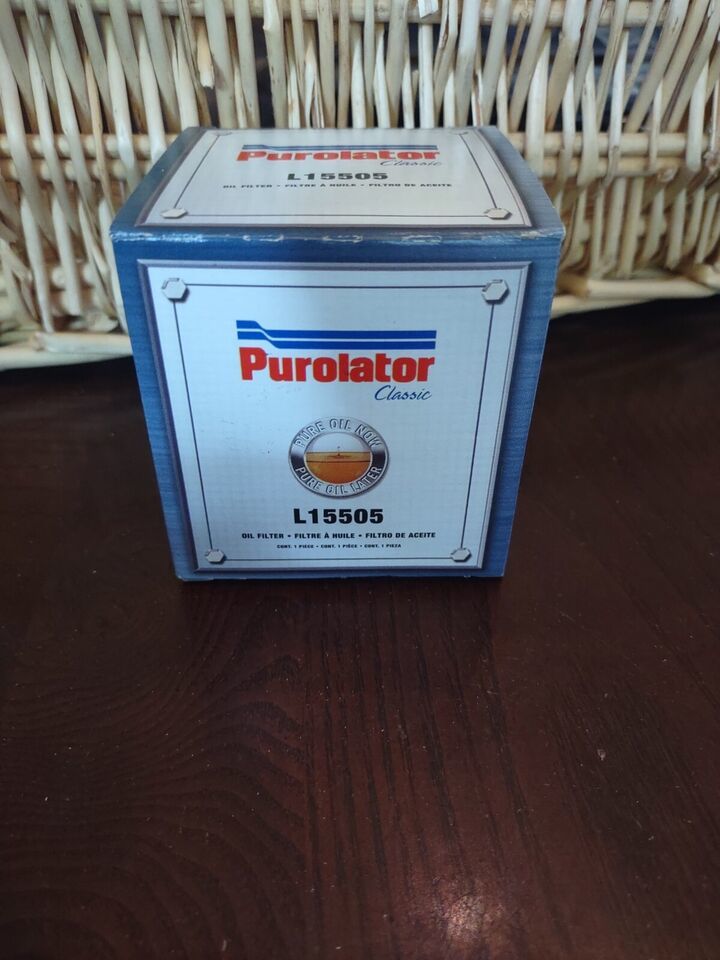 Purolator
Classic
L15505
OIL FILTER • FILTRE À HUILE • FILTRO DE ACEITE
Purolator
Classic
PURE OIL NOW
PURE OIL LATER
L15505
OIL FILTER • FILTRE À HUILE • FILTRO DE ACEITE
CONT. 1 PIECE • CONT. 1 PIÈCE • CONT. 1 PIEZA